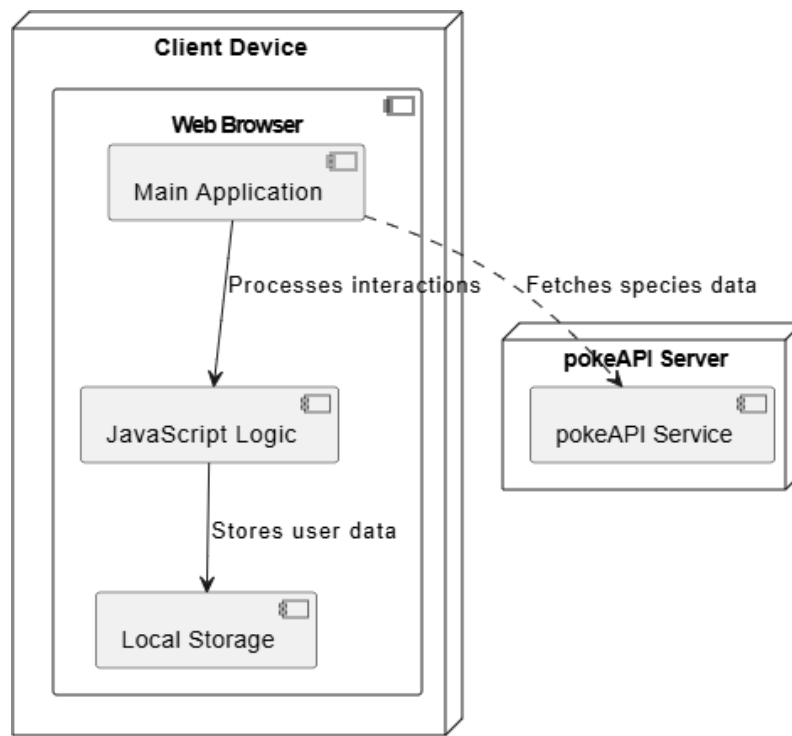 Client Device
Web Browser
Main Application
Processes interactions
Fetches species data
pokeAPI Server
JavaScript Logic
pokeAPI Service
Stores user data
Local Storage